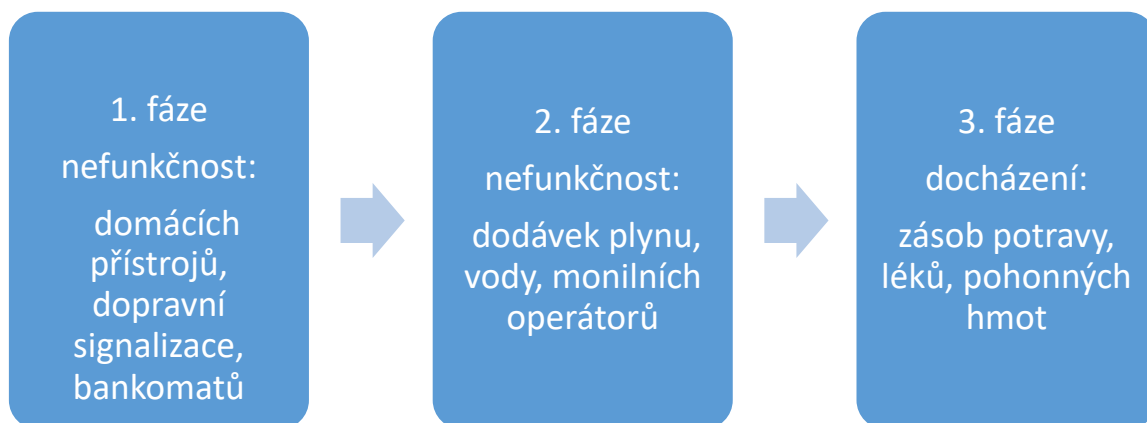 1. fáze
nefunkčnost:
domácích
přístrojů,
dopravní
signalizace,
bankomatů
2. fáze
nefunkčnost:
dodávek plynu,
vody, monilních
operátorů
3. fáze
docházení:
zásob potravy,
léků, pohonných
hmot